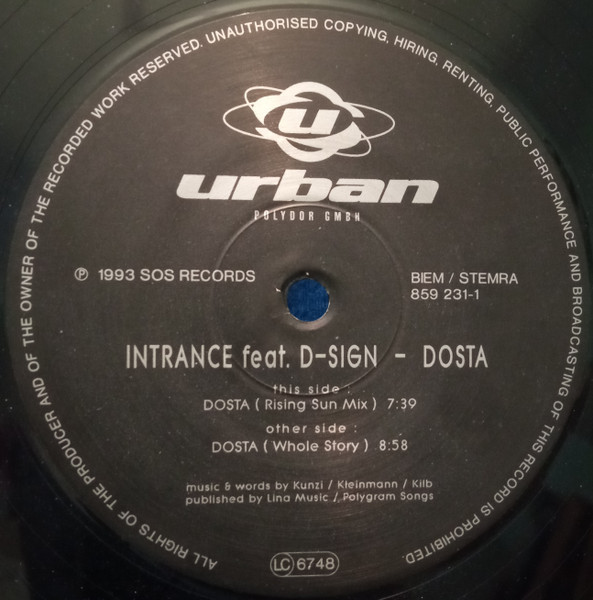 ALL RIGHTS OF THE PRODUCER AND OF THE OWNER OF THE RECORDED WORK RESERVED. UNAUTHORISED COPYING, HIRING, RENTING, PUBLIC PERFORMANCE AND BROADCASTING OF THIS RECORD IS PROHIBITED.
u
urban
POLYDOR GMBH
℗ 1993 SOS RECORDS
BIEM / STEMRA
859 231-1
INTRANCE feat. D-SIGN - DOSTA
this side :
DOSTA ( Rising Sun Mix ) 7:39
other side :
DOSTA ( Whole Story ) 8:58
music & words by Kunzi / Kleinmann / Kilb
published by Lina Music / Polygram Songs
LC 6748